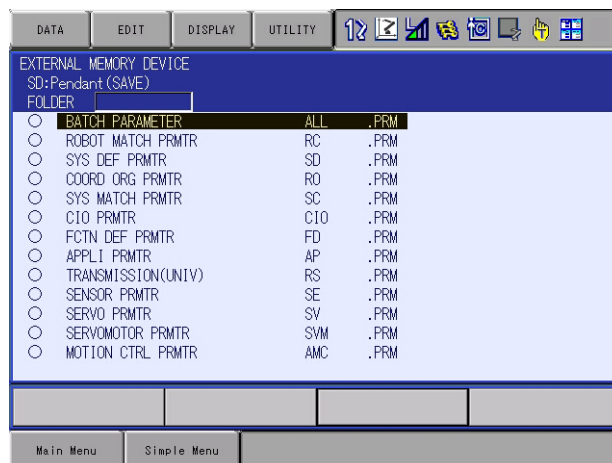 DATA EDIT DISPLAY UTILITY
EXTERNAL MEMORY DEVICE
SD:Pendant(SAVE)
FOLDER
BATCH PARAMETER ALL .PRM
ROBOT MATCH PRMTR RC .PRM
SYS DEF PRMTR SD .PRM
COORD ORG PRMTR RO .PRM
SYS MATCH PRMTR SC .PRM
CIO PRMTR CIO .PRM
FCTN DEF PRMTR FD .PRM
APPLI PRMTR AP .PRM
TRANSMISSION(UNIV) RS .PRM
SENSOR PRMTR SE .PRM
SERVO PRMTR SV .PRM
SERVOMOTOR PRMTR SVM .PRM
MOTION CTRL PRMTR AMC .PRM
Main Menu Simple Menu